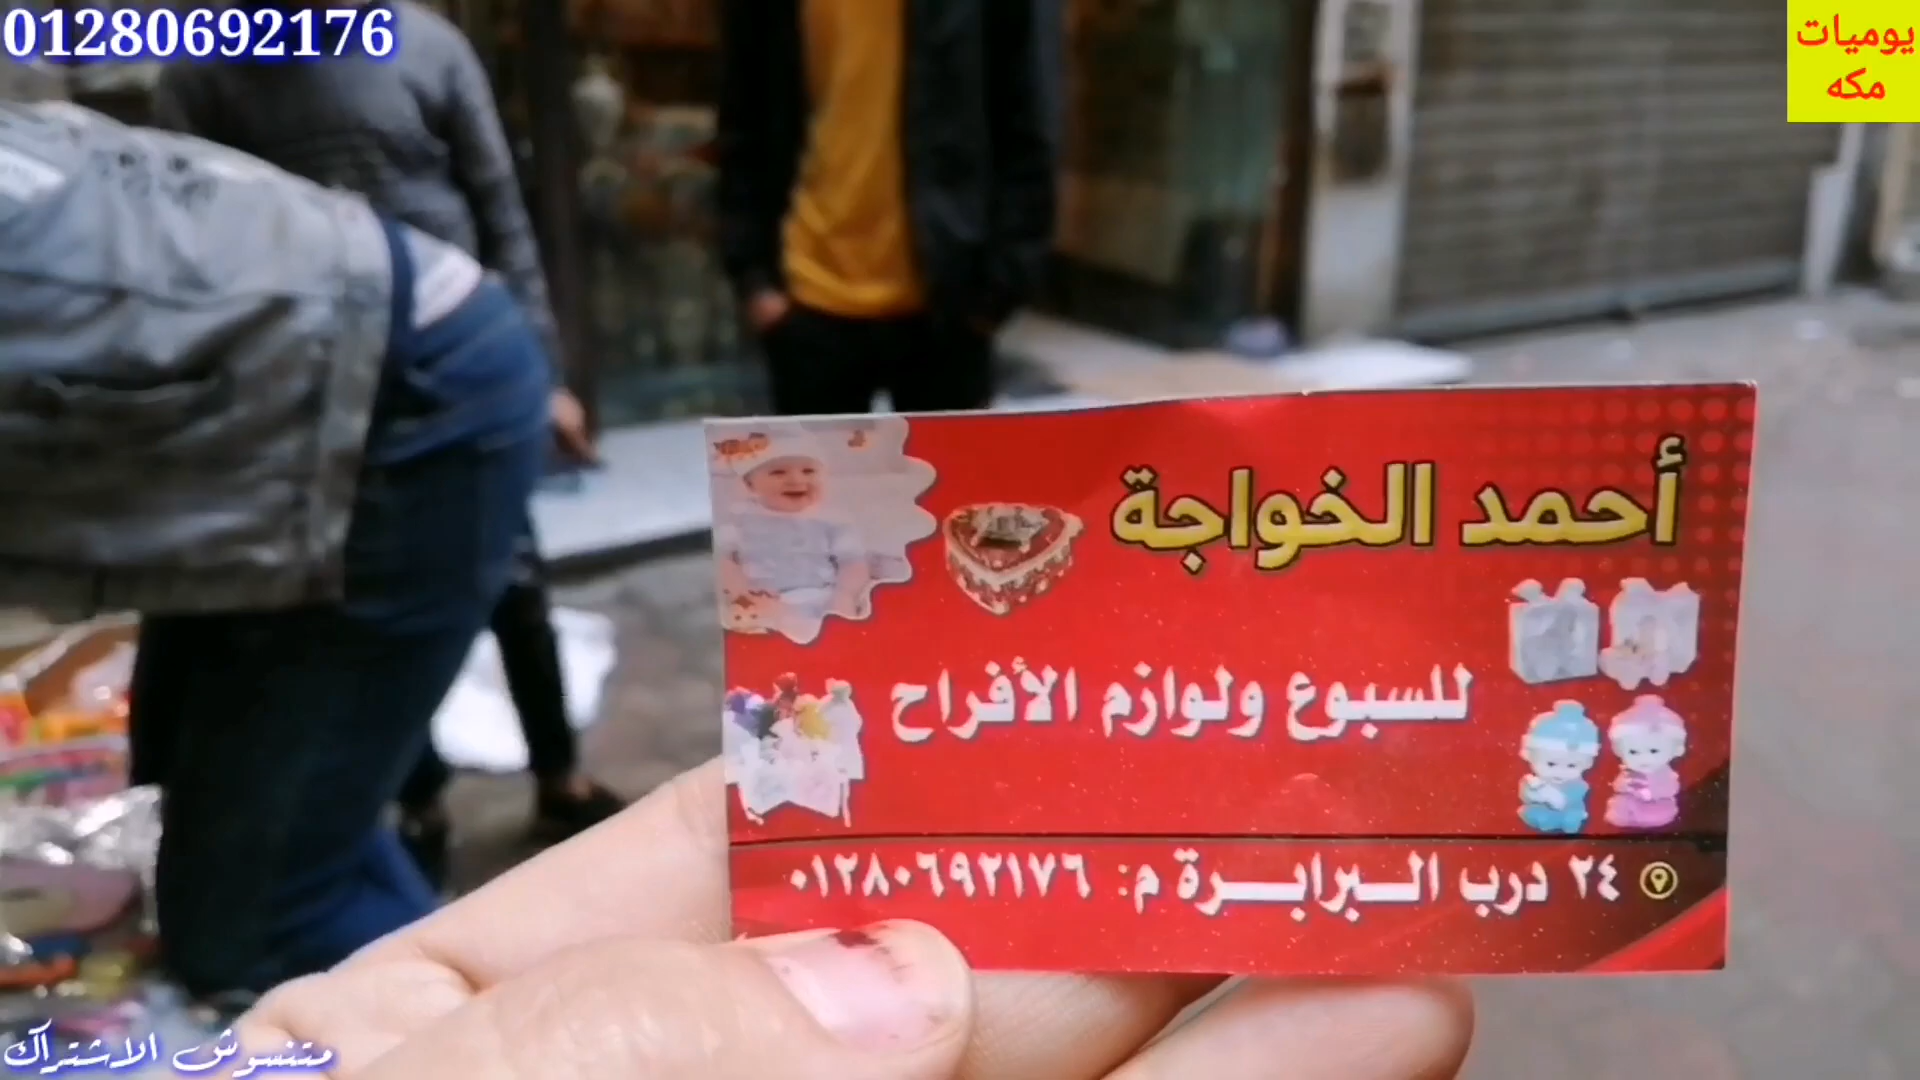 01280692176
يوميات
مكه
أحمد الخواجة
للسبوع ولوازم الأفراح
٢٤ درب البرابرة م: ٠١٢٨٠٦٩٢١٧٦
متنسوش الاشتراك